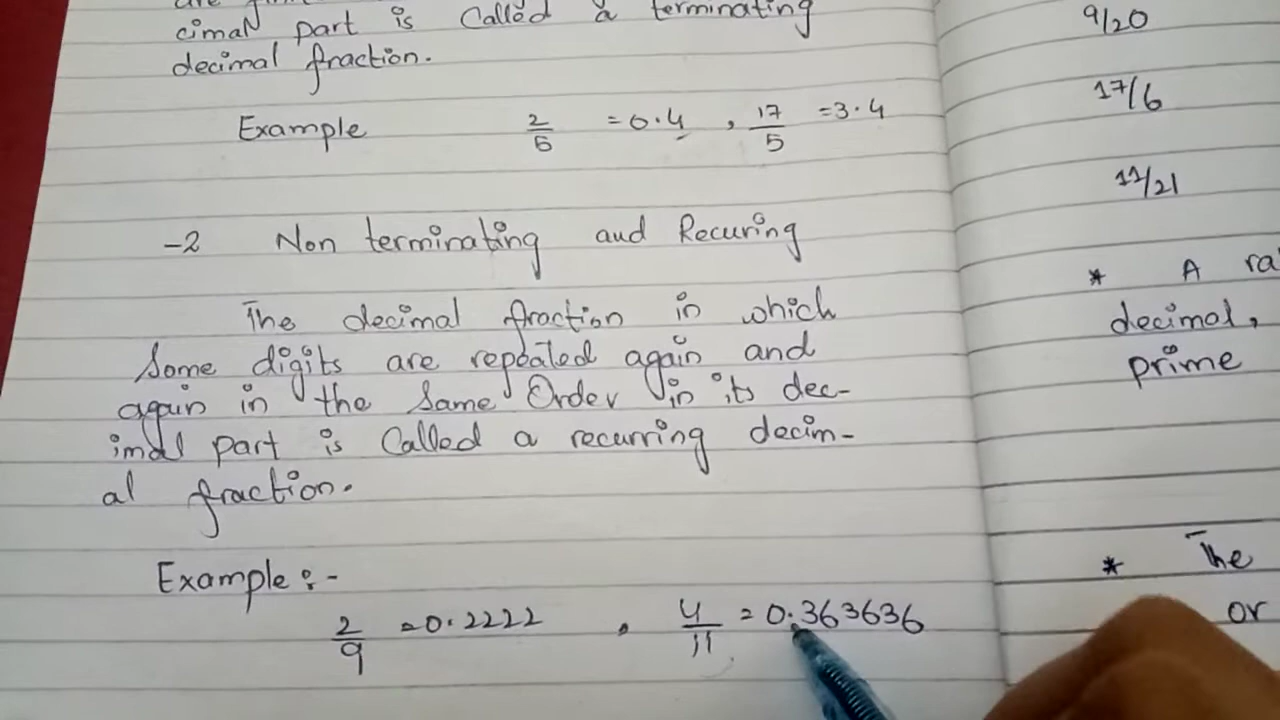 cimal part is Called a terminating
decimal fraction.
Example 2/5 =0.4 , 17/5 =3.4
-2 Non terminating and Recuring
The decimal fraction in which
Some digits are repeated again and
again in the Same Order in its dec-
imal part is Called a recurring decim-
al fraction.
Example :-
2/9 =0.2222 , 4/11 = 0.363636
9/20
17/6
11/21
* A ra
decimal,
prime
* The
or